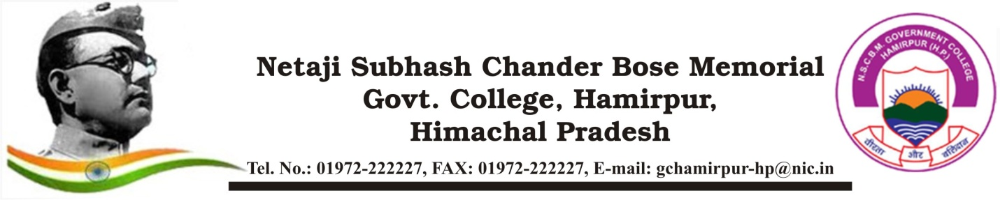 Netaji Subhash Chander Bose Memorial
Govt. College, Hamirpur,
Himachal Pradesh
Tel. No.: 01972-222227, FAX: 01972-222227, E-mail: gchamirpur-hp@nic.in
N.S.C.B.M. GOVERNMENT COLLEGE
HAMIRPUR (H.P.)
वीरता और बलिदान